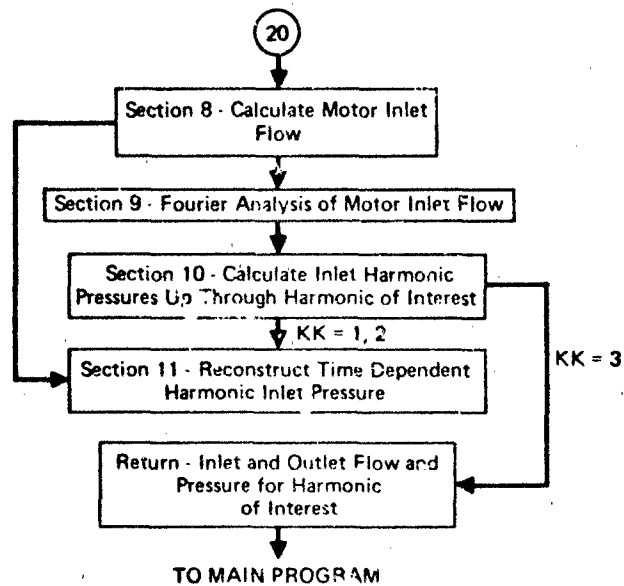 20
Section 8 - Calculate Motor Inlet
Flow
Section 9 - Fourier Analysis of Motor Inlet Flow
Section 10 - Calculate Inlet Harmonic
Pressures Up Through Harmonic of Interest
KK = 1, 2
KK = 3
Section 11 - Reconstruct Time Dependent
Harmonic Inlet Pressure
Return - Inlet and Outlet Flow and
Pressure for Harmonic
of Interest
TO MAIN PROGRAM